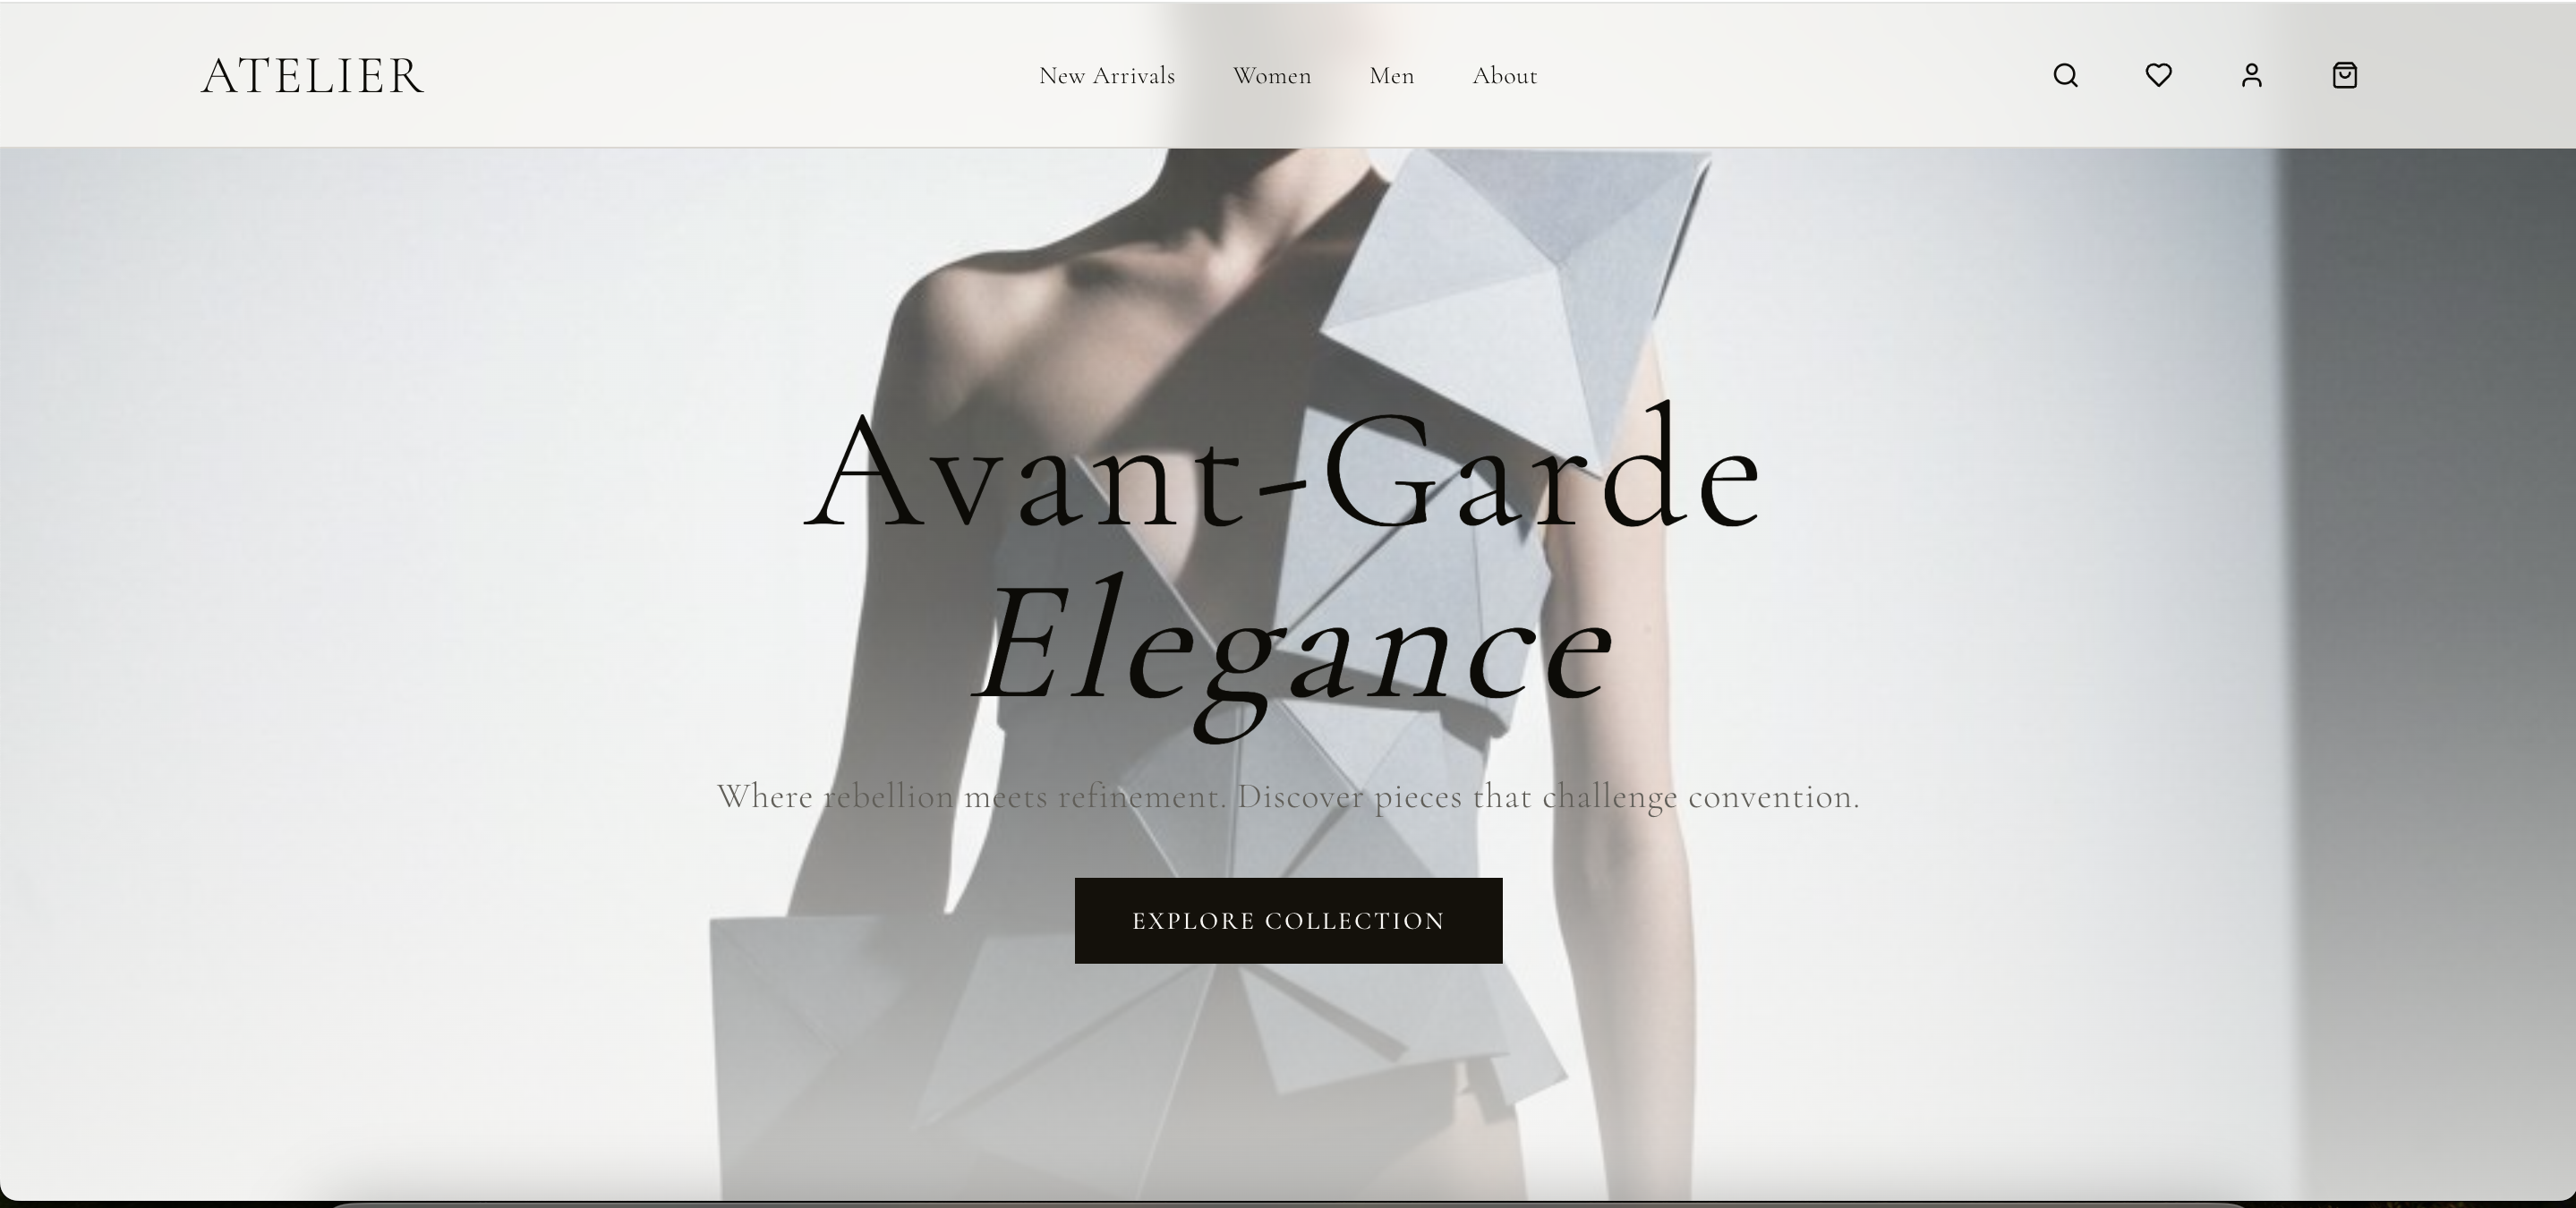 ATELIER
New Arrivals Women Men About
Avant-Garde
Elegance
Where rebellion meets refinement. Discover pieces that challenge convention.
EXPLORE COLLECTION